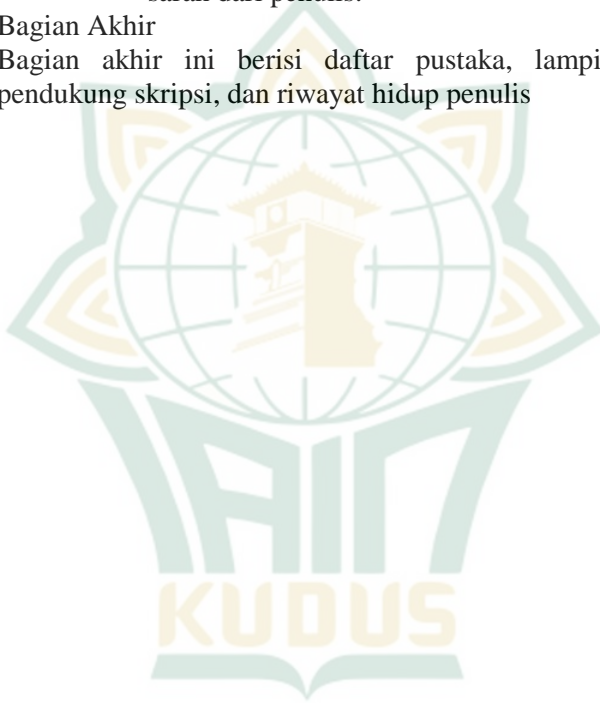 saran dari penulis.
Bagian Akhir
Bagian akhir ini berisi daftar pustaka, lampi
pendukung skripsi, dan riwayat hidup penulis
IAIN
KUDUS